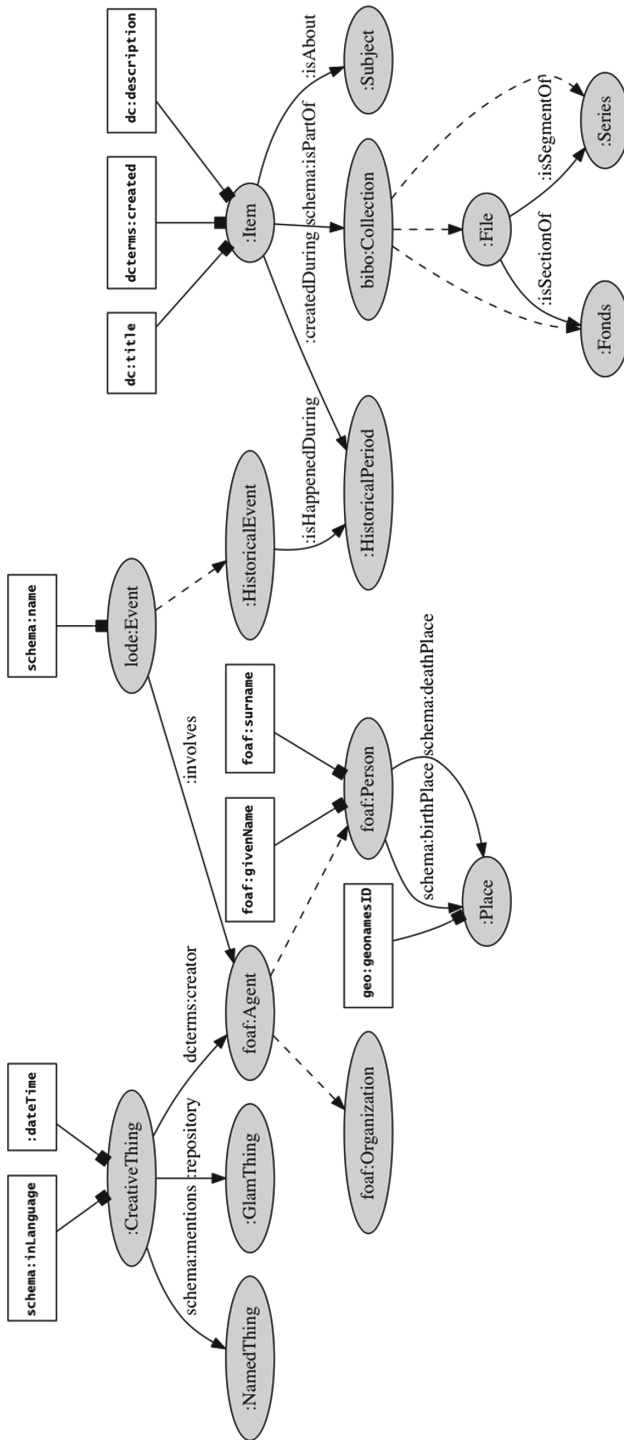 schema:inLanguage
:dateTime
schema:name
dc:title
dcterms:created
dc:description
:CreativeThing
lode:Event
:Item
schema:mentions
:repository
dcterms:creator
:involves
foaf:givenName
foaf:surname
:isHappenedDuring
:createdDuring
schema:isPartOf
:isAbout
:NamedThing
:GlamThing
foaf:Agent
:HistoricalEvent
geo:geonamesID
foaf:Organization
foaf:Person
:HistoricalPeriod
bibo:Collection
:Subject
schema:birthPlace
schema:deathPlace
:Place
:File
:isSectionOf
:isSegmentOf
:Fonds
:Series